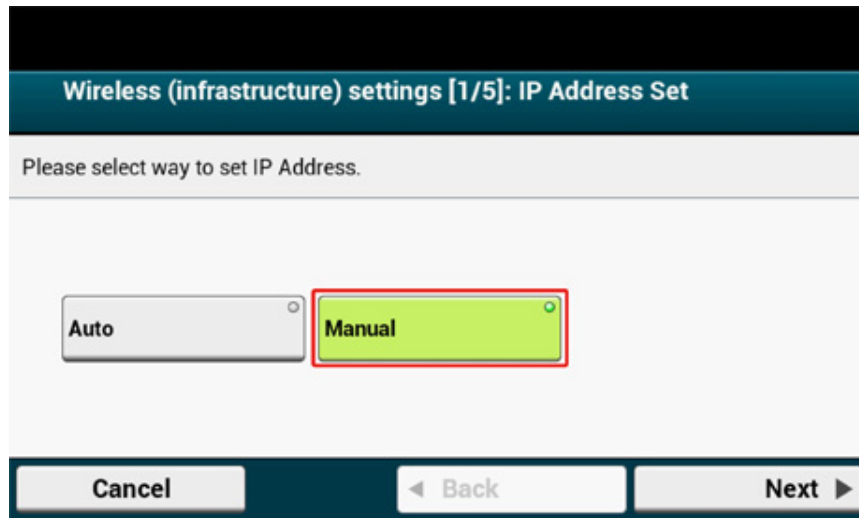 Wireless (infrastructure) settings [1/5]: IP Address Set
Please select way to set IP Address.
Auto
Manual
Cancel
◀ Back
Next ▶